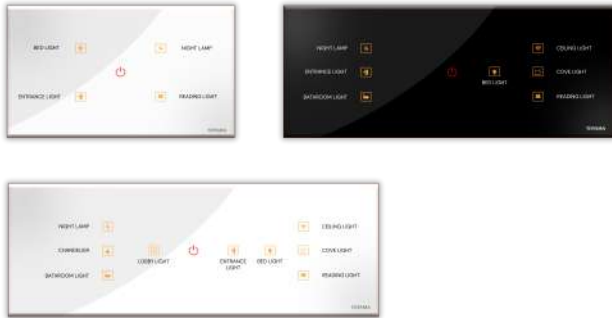 BED LIGHT
NIGHT LAMP
ENTRANCE LIGHT
READING LIGHT
NIGHT LAMP
CEILING LIGHT
ENTRANCE LIGHT
COVE LIGHT
BED LIGHT
BATHROOM LIGHT
READING LIGHT
NIGHT LAMP
CEILING LIGHT
CHANDELIER
COVE LIGHT
LOBBY LIGHT
ENTRANCE
LIGHT
BED LIGHT
BATHROOM LIGHT
READING LIGHT